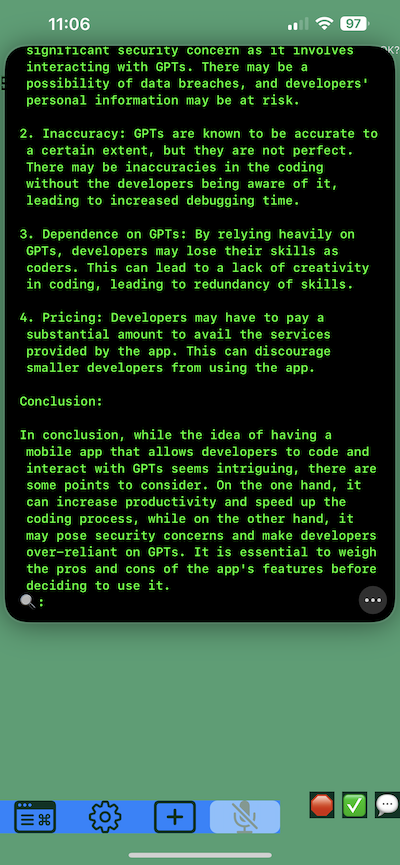 11:06
97
OK?
significant security concern as it involves
interacting with GPTs. There may be a
possibility of data breaches, and developers'
personal information may be at risk.
2. Inaccuracy: GPTs are known to be accurate to
a certain extent, but they are not perfect.
There may be inaccuracies in the coding
without the developers being aware of it,
leading to increased debugging time.
3. Dependence on GPTs: By relying heavily on
GPTs, developers may lose their skills as
coders. This can lead to a lack of creativity
in coding, leading to redundancy of skills.
4. Pricing: Developers may have to pay a
substantial amount to avail the services
provided by the app. This can discourage
smaller developers from using the app.
Conclusion:
In conclusion, while the idea of having a
mobile app that allows developers to code and
interact with GPTs seems intriguing, there are
some points to consider. On the one hand, it
can increase productivity and speed up the
coding process, while on the other hand, it
may pose security concerns and make developers
over-reliant on GPTs. It is essential to weigh
the pros and cons of the app's features before
deciding to use it.
: